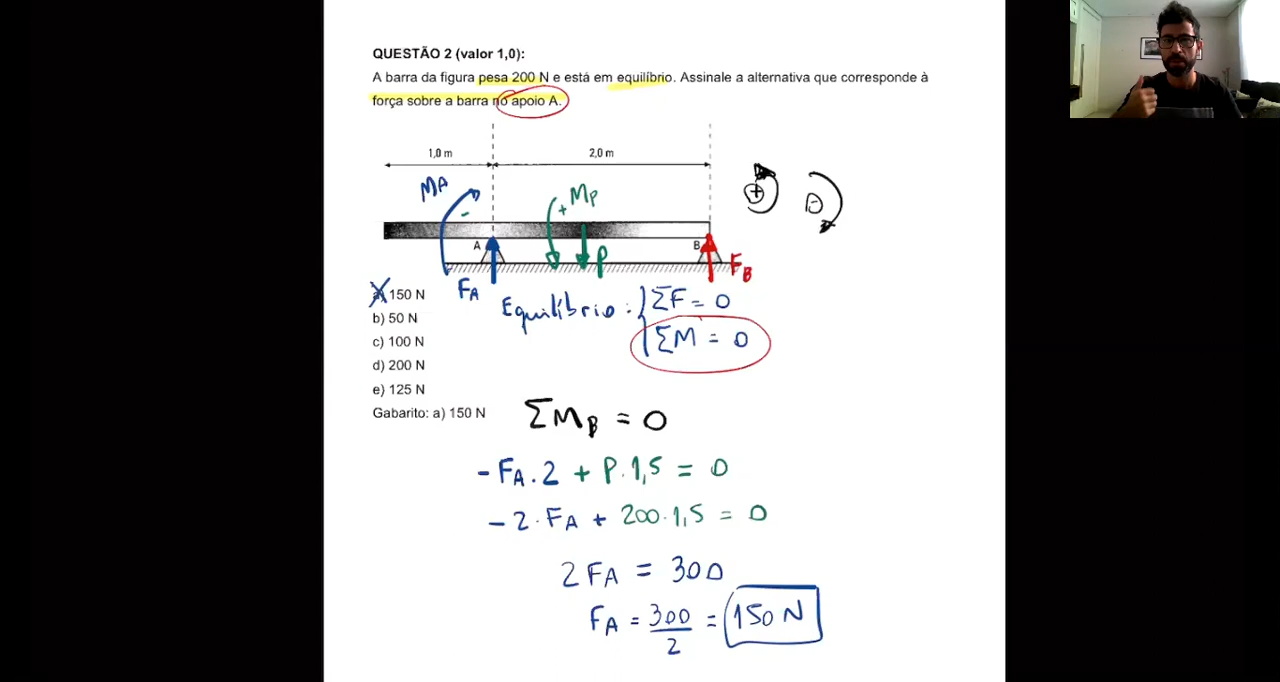 QUESTÃO 2 (valor 1,0):
A barra da figura pesa 200 N e está em equilíbrio. Assinale a alternativa que corresponde à
força sobre a barra no apoio A.
1,0 m
2,0 m
MA
-
+ MP
+
-
A
B
P
FA
FB
a) 150 N
b) 50 N
c) 100 N
d) 200 N
e) 125 N
Gabarito: a) 150 N
Equilíbrio: { ΣF = 0
ΣM = 0
ΣMB = 0
-FA.2 + P.1,5 = 0
-2.FA + 200.1,5 = 0
2FA = 300
FA = 300/2 = 150 N